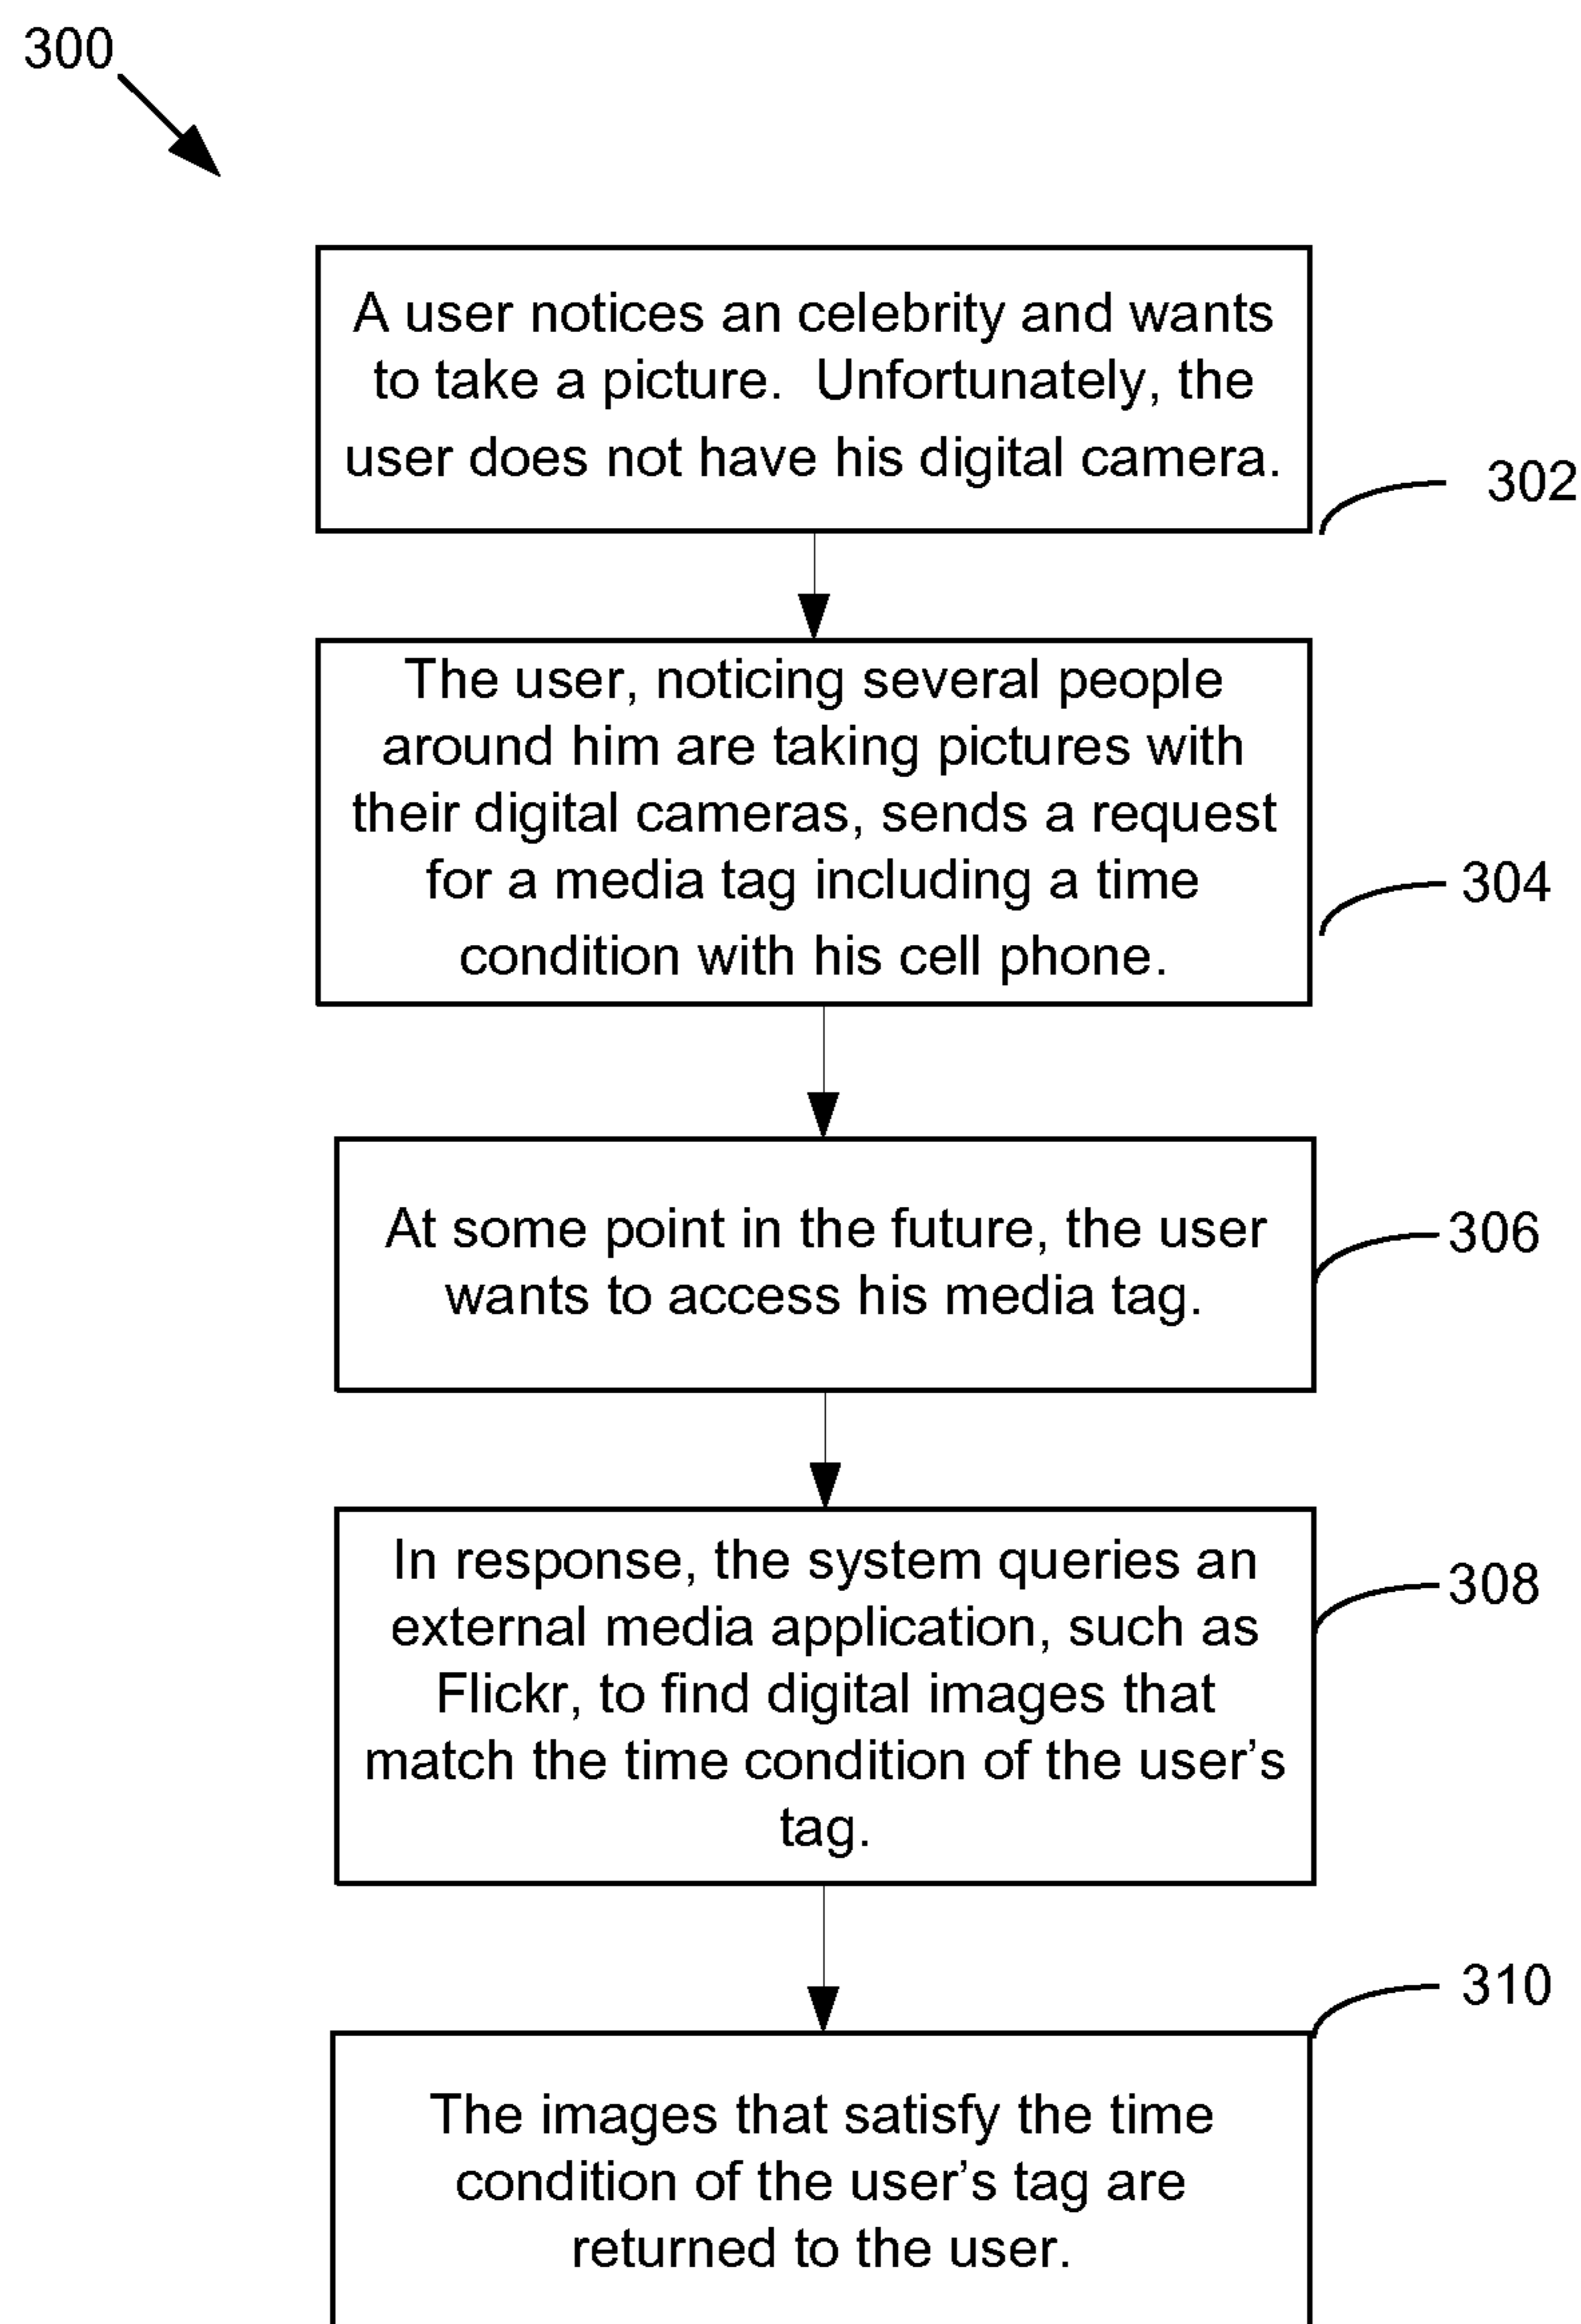 300
A user notices an celebrity and wants
to take a picture.  Unfortunately, the
user does not have his digital camera.
302
The user, noticing several people
around him are taking pictures with
their digital cameras, sends a request
for a media tag including a time
condition with his cell phone.
304
At some point in the future, the user
wants to access his media tag.
306
In response, the system queries an
external media application, such as
Flickr, to find digital images that
match the time condition of the user’s
tag.
308
310
The images that satisfy the time
condition of the user’s tag are
returned to the user.